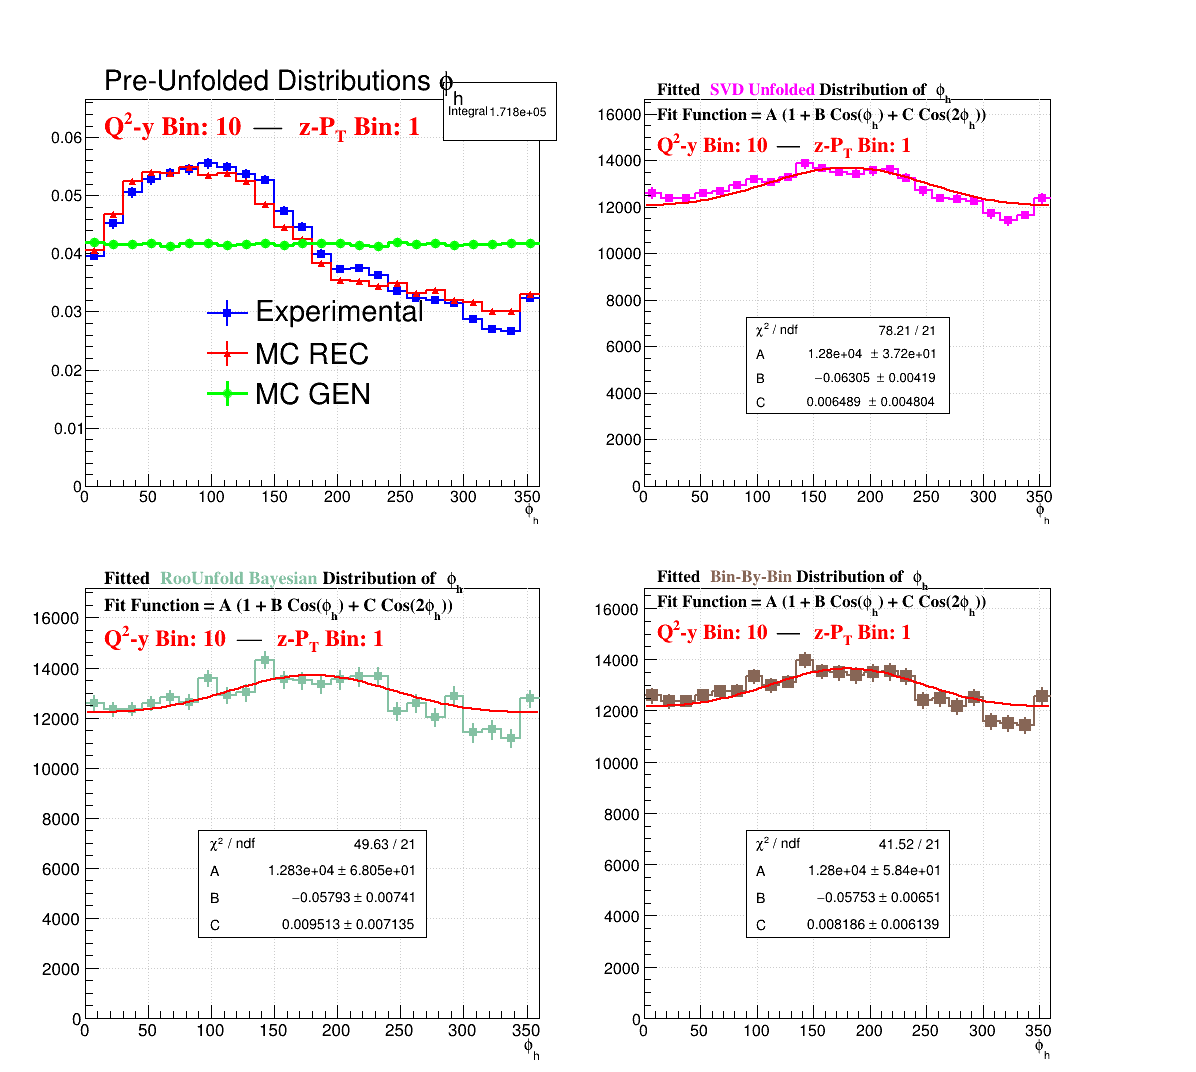 Pre-Unfolded Distributions ϕh
Integral 1.718e+05
Q2-y Bin: 10 — z-PT Bin: 1
0.06
0.05
0.04
0.03
0.02
0.01
0
Experimental
MC REC
MC GEN
0 50 100 150 200 250 300 350
ϕh
Fitted SVD Unfolded Distribution of ϕh
Fit Function = A (1 + B Cos(ϕh) + C Cos(2ϕh))
Q2-y Bin: 10 — z-PT Bin: 1
16000
14000
12000
10000
8000
6000
4000
2000
0
χ2 / ndf 78.21 / 21
A 1.28e+04 ± 3.72e+01
B −0.06305 ± 0.00419
C 0.006489 ± 0.004804
0 50 100 150 200 250 300 350
ϕh
Fitted RooUnfold Bayesian Distribution of ϕh
Fit Function = A (1 + B Cos(ϕh) + C Cos(2ϕh))
Q2-y Bin: 10 — z-PT Bin: 1
16000
14000
12000
10000
8000
6000
4000
2000
0
χ2 / ndf 49.63 / 21
A 1.283e+04 ± 6.805e+01
B −0.05793 ± 0.00741
C 0.009513 ± 0.007135
0 50 100 150 200 250 300 350
ϕh
Fitted Bin-By-Bin Distribution of ϕh
Fit Function = A (1 + B Cos(ϕh) + C Cos(2ϕh))
Q2-y Bin: 10 — z-PT Bin: 1
16000
14000
12000
10000
8000
6000
4000
2000
0
χ2 / ndf 41.52 / 21
A 1.28e+04 ± 5.84e+01
B −0.05753 ± 0.00651
C 0.008186 ± 0.006139
0 50 100 150 200 250 300 350
ϕh